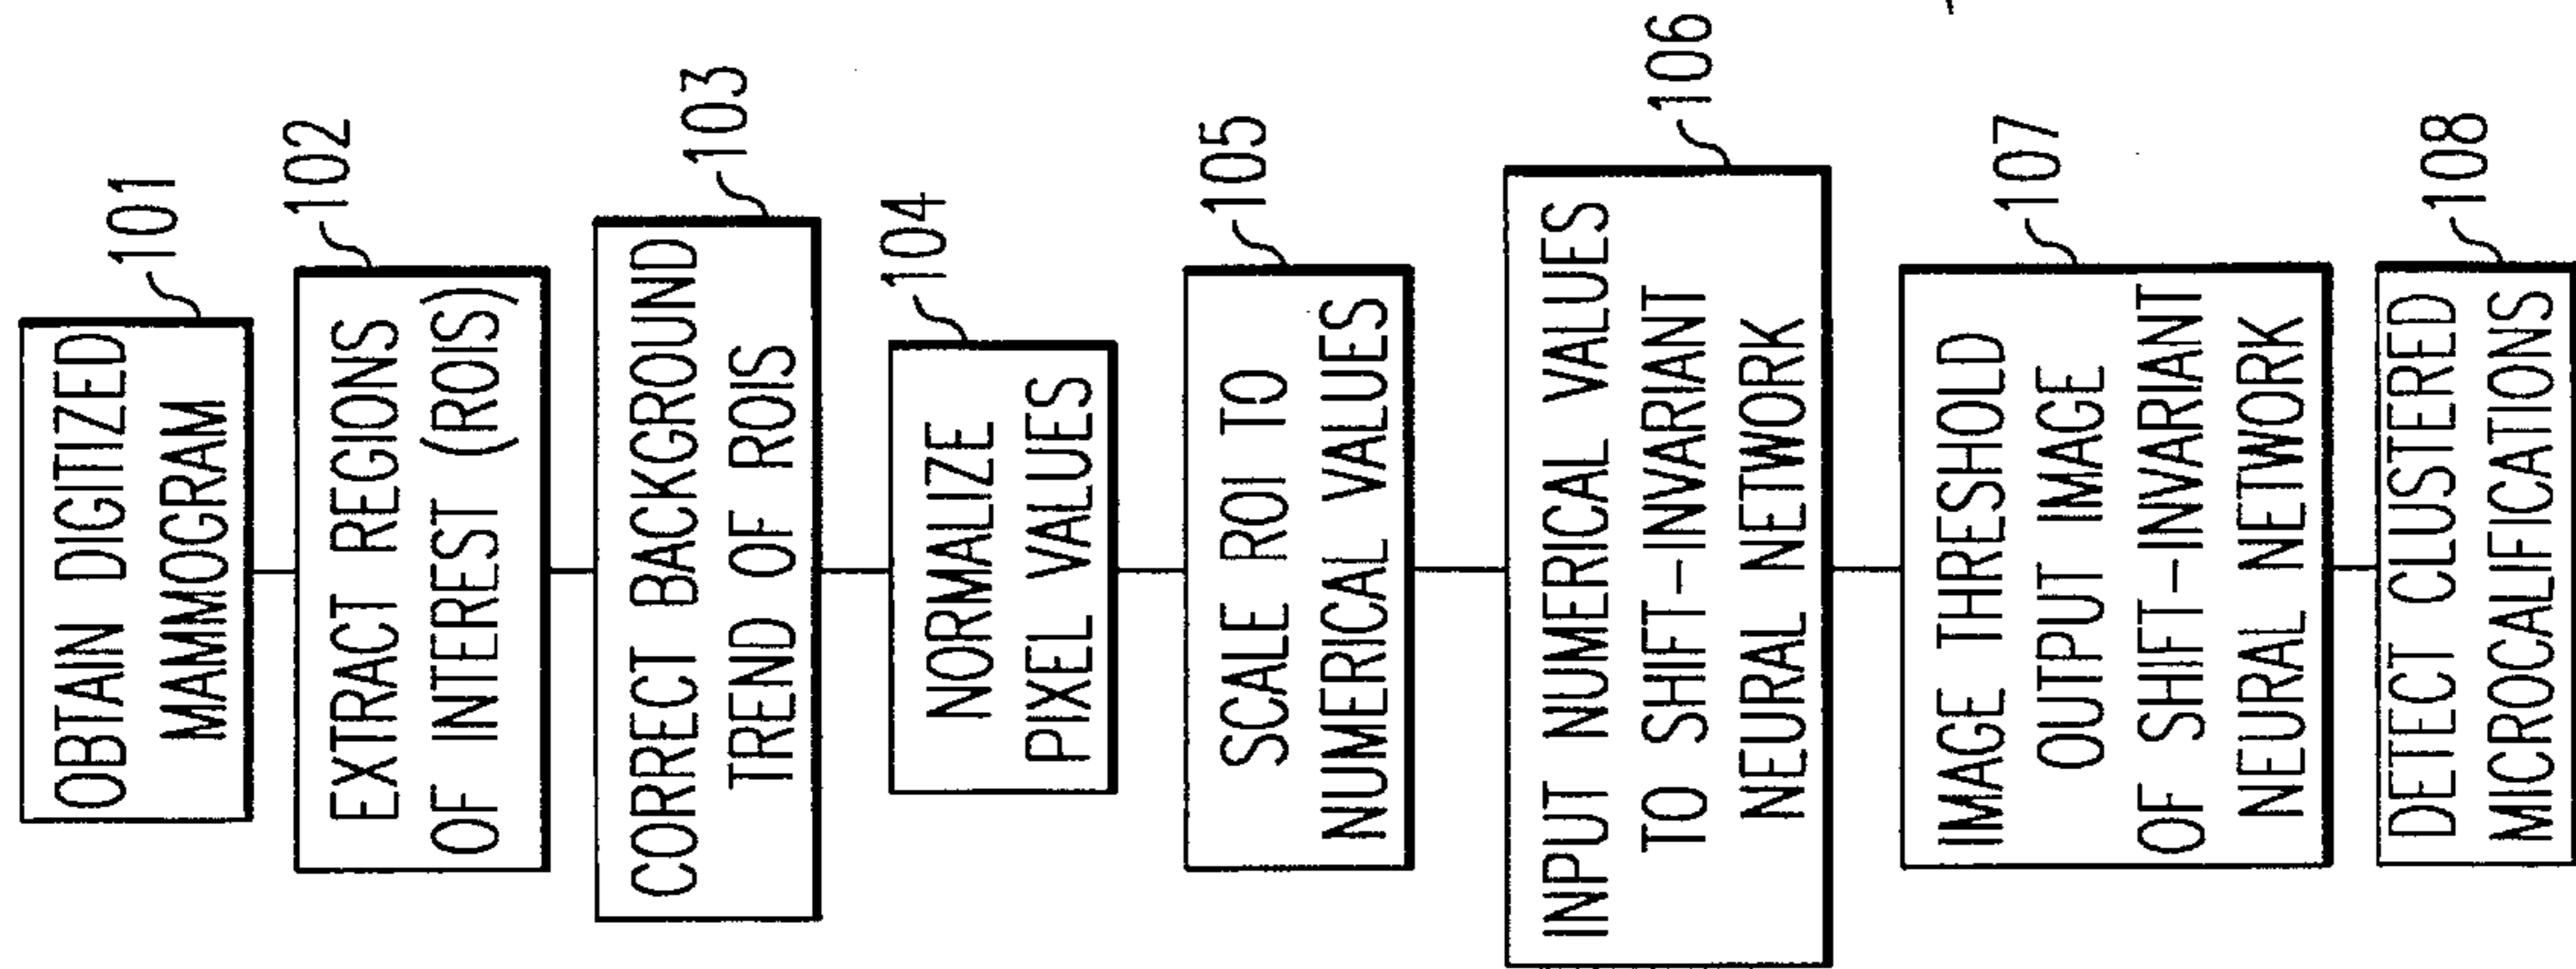 OBTAIN DIGITIZED
MAMMOGRAM
101
EXTRACT REGIONS
OF INTEREST (ROIS)
102
CORRECT BACKGROUND
TREND OF ROIS
103
NORMALIZE
PIXEL VALUES
104
SCALE ROI TO
NUMERICAL VALUES
105
INPUT NUMERICAL VALUES
TO SHIFT-INVARIANT
NEURAL NETWORK
106
IMAGE THRESHOLD
OUTPUT IMAGE
OF SHIFT-INVARIANT
NEURAL NETWORK
107
DETECT CLUSTERED
MICROCALIFICATIONS
108